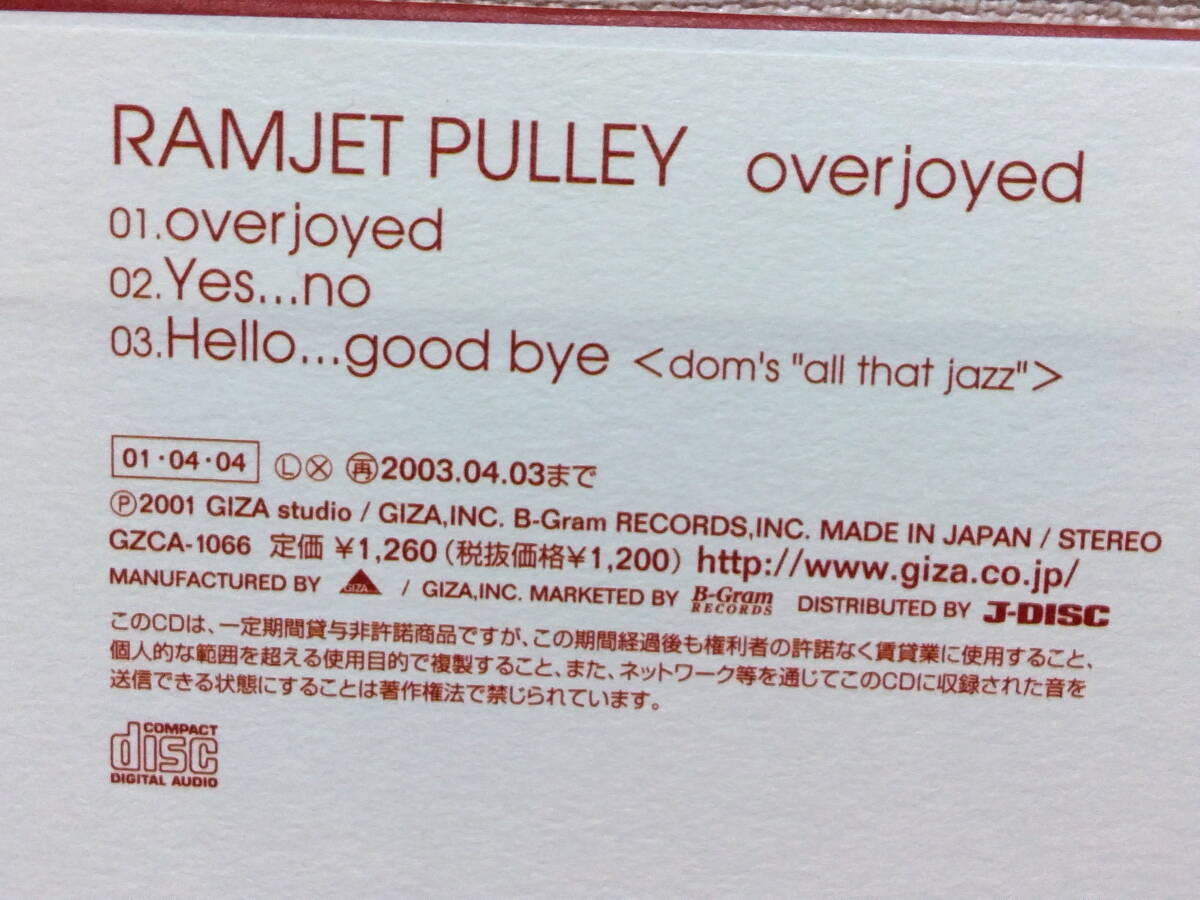 RAMJET PULLEY overjoyed
01.overjoyed
02.Yes...no
03.Hello...good bye <dom's "all that jazz">
01・04・04 Ⓛ Ⓧ ㊢2003.04.03まで
Ⓟ2001 GIZA studio / GIZA,INC. B-Gram RECORDS,INC. MADE IN JAPAN / STEREO
GZCA-1066 定価 ¥1,260（税抜価格¥1,200）http://www.giza.co.jp/
MANUFACTURED BY GIZA / GIZA,INC. MARKETED BY B-Gram RECORDS DISTRIBUTED BY J-DISC
このCDは、一定期間貸与非許諾商品ですが、この期間経過後も権利者の許諾なく賃貸業に使用すること、
個人的な範囲を超える使用目的で複製すること、また、ネットワーク等を通じてこのCDに収録された音を
送信できる状態にすることは著作権法で禁じられています。
COMPACT
disc
DIGITAL AUDIO